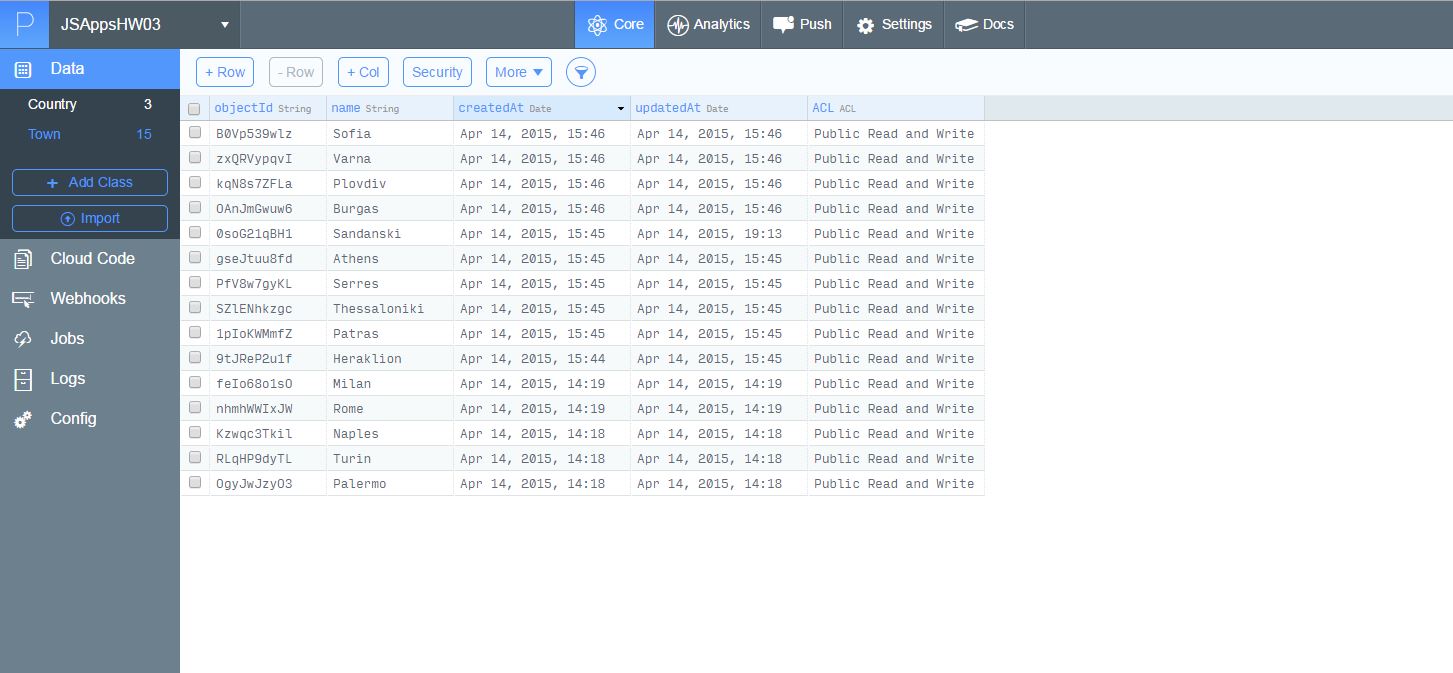 P JSAppsHW03 Core Analytics Push Settings Docs
Data + Row - Row + Col Security More
Country 3
Town 15
+ Add Class
Import
Cloud Code
Webhooks
Jobs
Logs
Config
objectId String name String createdAt Date updatedAt Date ACL ACL
B0Vp539wlz Sofia Apr 14, 2015, 15:46 Apr 14, 2015, 15:46 Public Read and Write
zxQRVypqvI Varna Apr 14, 2015, 15:46 Apr 14, 2015, 15:46 Public Read and Write
kqN8s7ZFLa Plovdiv Apr 14, 2015, 15:46 Apr 14, 2015, 15:46 Public Read and Write
OAnJmGwuw6 Burgas Apr 14, 2015, 15:46 Apr 14, 2015, 15:46 Public Read and Write
0soG21qBH1 Sandanski Apr 14, 2015, 15:45 Apr 14, 2015, 19:13 Public Read and Write
gseJtuu8fd Athens Apr 14, 2015, 15:45 Apr 14, 2015, 15:45 Public Read and Write
PfV8w7gyKL Serres Apr 14, 2015, 15:45 Apr 14, 2015, 15:45 Public Read and Write
SZlENhkzgc Thessaloniki Apr 14, 2015, 15:45 Apr 14, 2015, 15:45 Public Read and Write
1pIoKWMmfZ Patras Apr 14, 2015, 15:45 Apr 14, 2015, 15:45 Public Read and Write
9tJReP2u1f Heraklion Apr 14, 2015, 15:44 Apr 14, 2015, 15:45 Public Read and Write
feIo68o1sO Milan Apr 14, 2015, 14:19 Apr 14, 2015, 14:19 Public Read and Write
nhmhWWIxJW Rome Apr 14, 2015, 14:19 Apr 14, 2015, 14:19 Public Read and Write
Kzwqc3Tkil Naples Apr 14, 2015, 14:18 Apr 14, 2015, 14:18 Public Read and Write
RLqHP9dyTL Turin Apr 14, 2015, 14:18 Apr 14, 2015, 14:18 Public Read and Write
OgyJwJzyO3 Palermo Apr 14, 2015, 14:18 Apr 14, 2015, 14:18 Public Read and Write